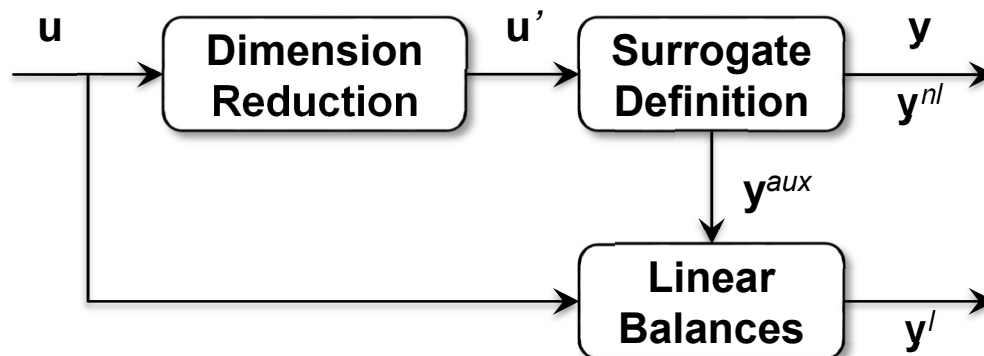 u
Dimension
Reduction
u’
Surrogate
Definition
y
y^nl
y^aux
Linear
Balances
y^l